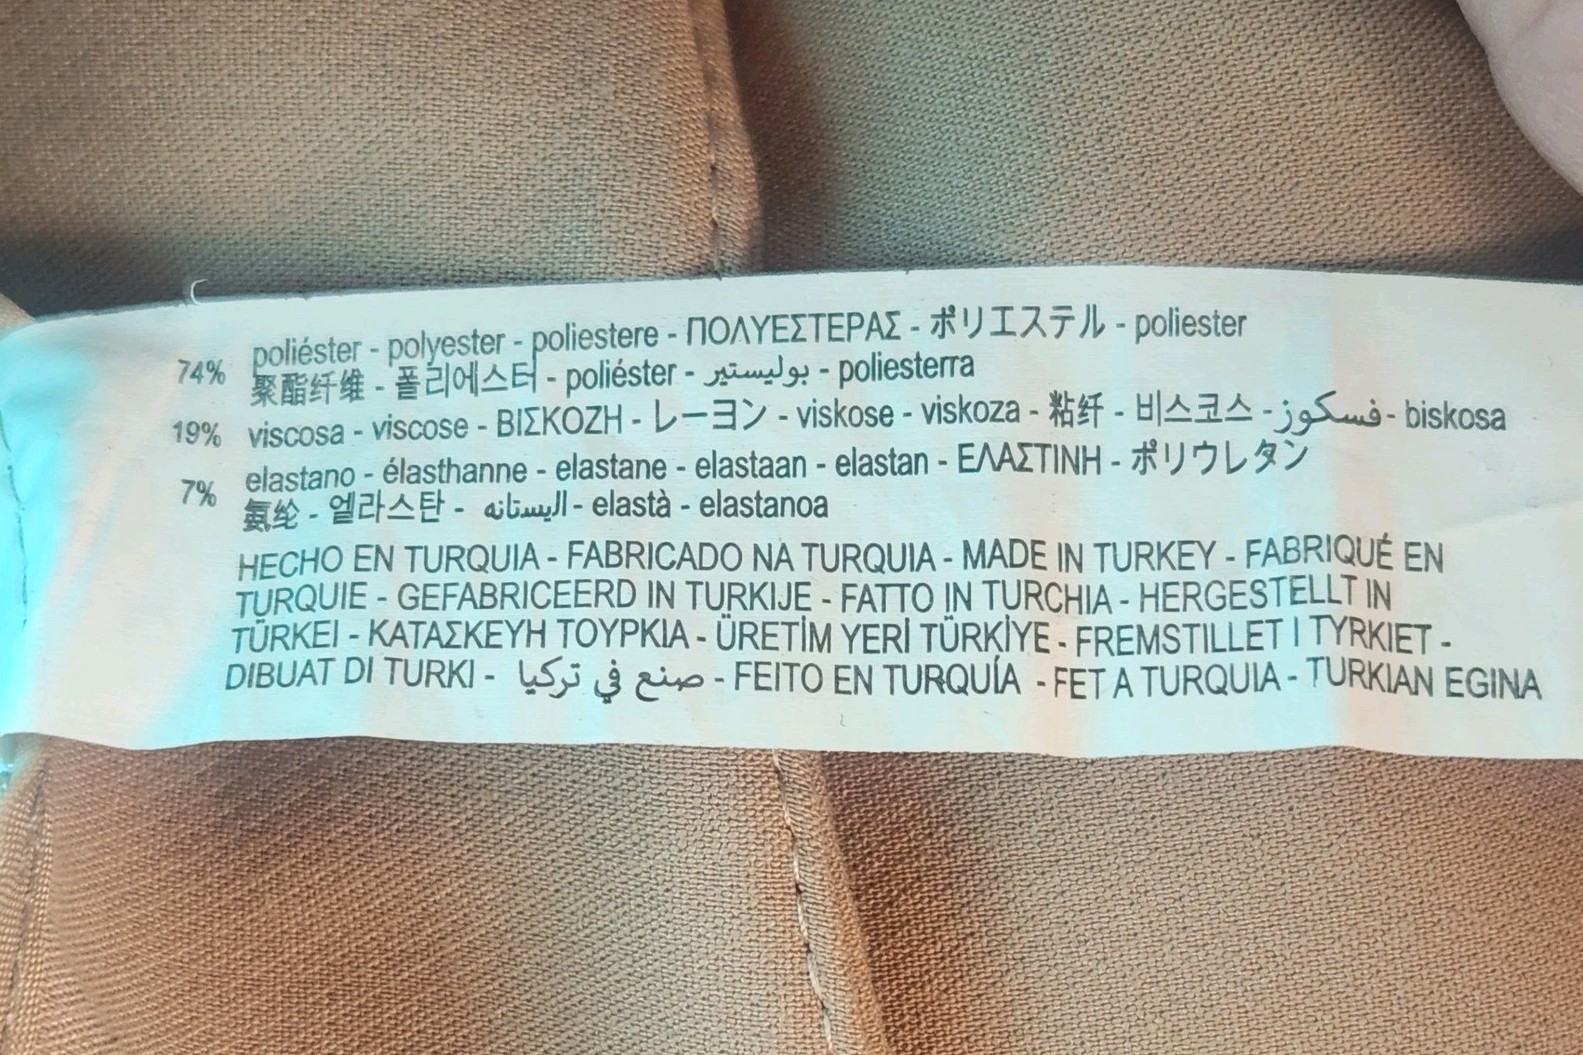 74% poliéster - polyester - poliestere - ΠΟΛΥΕΣΤΕΡΑΣ - ポリエステル - poliester
聚酯纤维 - 폴리에스터 - poliéster - بوليستير - poliesterra
19% viscosa - viscose - ΒΙΣΚΟΖΗ - レーヨン - viskose - viskoza - 粘纤 - 비스코스 - فسكوز - biskosa
7% elastano - élasthanne - elastane - elastaan - elastan - ΕΛΑΣΤΙΝΗ - ポリウレタン
氨纶 - 엘라스탄 - اليستانه - elastà - elastanoa
HECHO EN TURQUIA - FABRICADO NA TURQUIA - MADE IN TURKEY - FABRIQUÉ EN
TURQUIE - GEFABRICEERD IN TURKIJE - FATTO IN TURCHIA - HERGESTELLT IN
TÜRKEI - ΚΑΤΑΣΚΕΥΗ ΤΟΥΡΚΙΑ - ÜRETİM YERİ TÜRKİYE - FREMSTILLET I TYRKIET -
DIBUAT DI TURKI - صنع في تركيا - FEITO EN TURQUÍA - FET A TURQUIA - TURKIAN EGINA